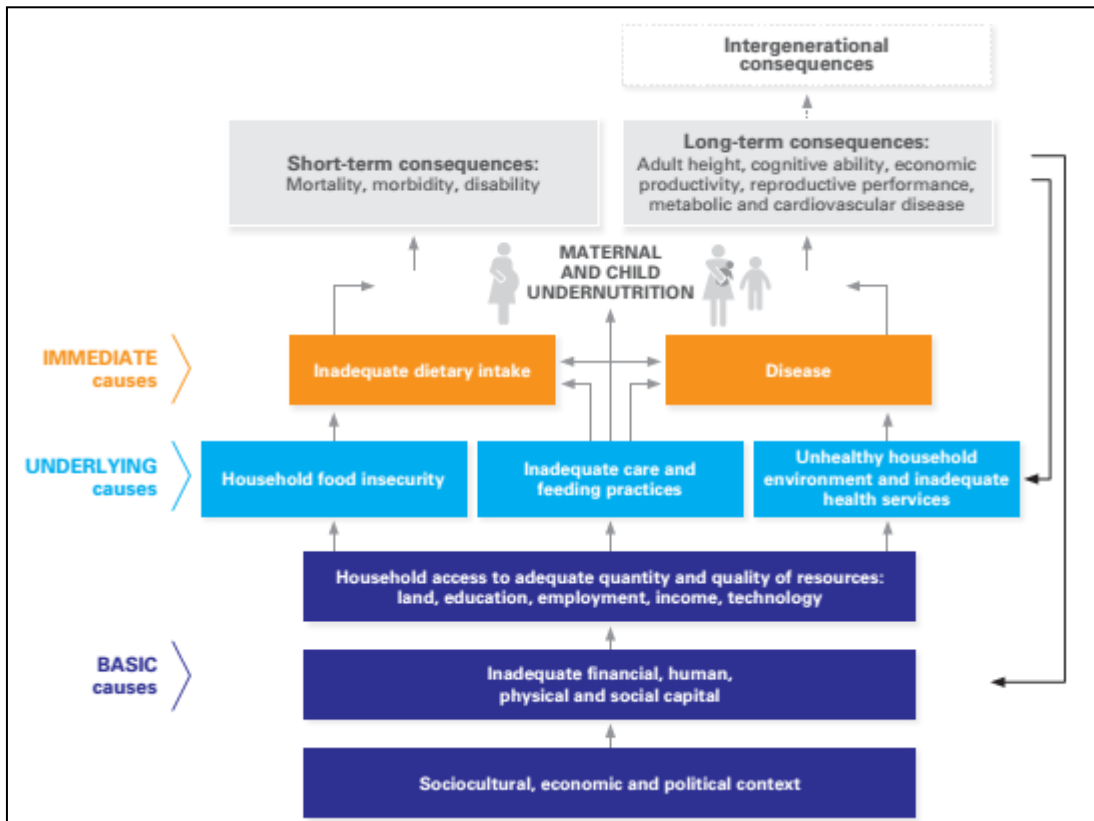 Intergenerational
consequences
Short-term consequences:
Mortality, morbidity, disability
Long-term consequences:
Adult height, cognitive ability, economic
productivity, reproductive performance,
metabolic and cardiovascular disease
MATERNAL
AND CHILD
UNDERNUTRITION
IMMEDIATE
causes
Inadequate dietary intake
Disease
UNDERLYING
causes
Household food insecurity
Inadequate care and
feeding practices
Unhealthy household
environment and inadequate
health services
Household access to adequate quantity and quality of resources:
land, education, employment, income, technology
BASIC
causes
Inadequate financial, human,
physical and social capital
Sociocultural, economic and political context